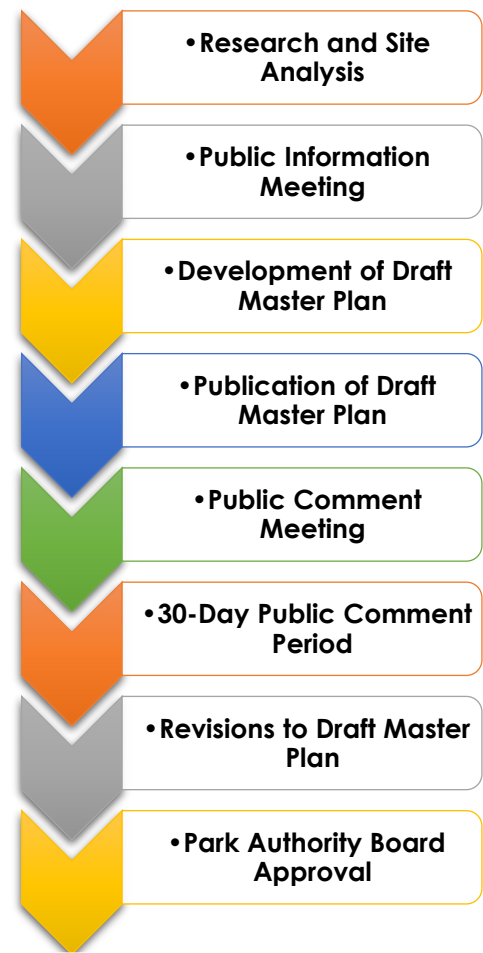 •Research and Site
Analysis
•Public Information
Meeting
•Development of Draft
Master Plan
•Publication of Draft
Master Plan
•Public Comment
Meeting
•30-Day Public Comment
Period
•Revisions to Draft Master
Plan
•Park Authority Board
Approval